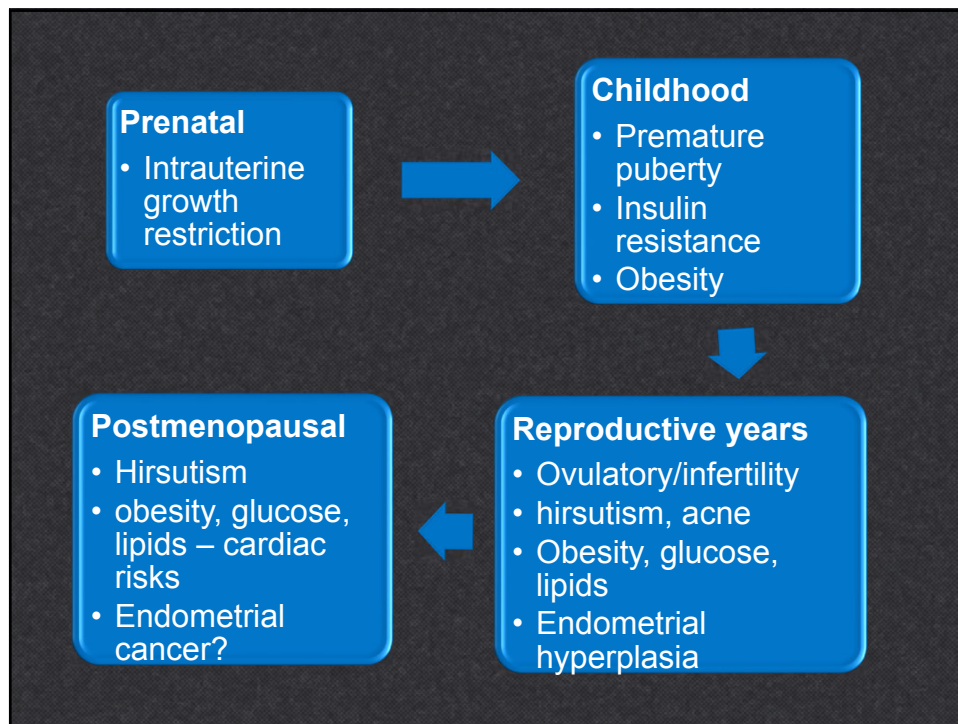 Prenatal
• Intrauterine
growth
restriction
Childhood
• Premature
puberty
• Insulin
resistance
• Obesity
Reproductive years
• Ovulatory/infertility
• hirsutism, acne
• Obesity, glucose,
lipids
• Endometrial
hyperplasia
Postmenopausal
• Hirsutism
• obesity, glucose,
lipids – cardiac
risks
• Endometrial
cancer?